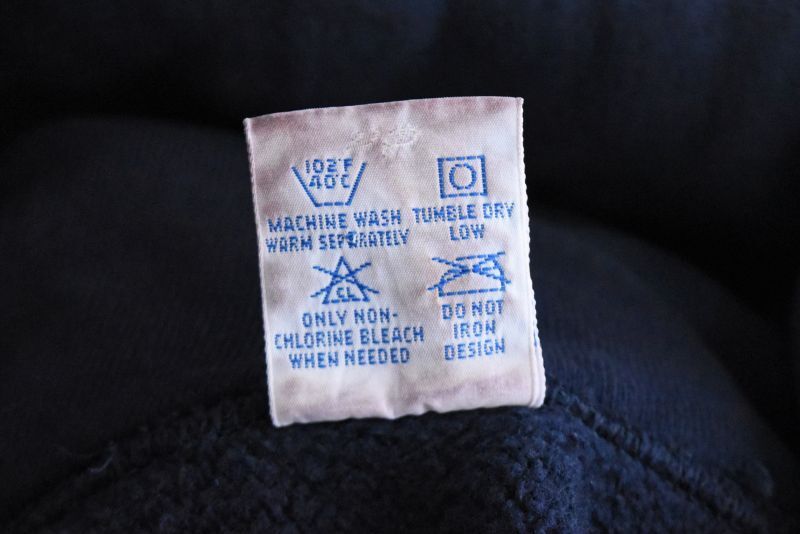 102°F
40°C
MACHINE WASH
WARM SEPARATELY
TUMBLE DRY
LOW
CL
ONLY NON-
CHLORINE BLEACH
WHEN NEEDED
DO NOT
IRON
DESIGN